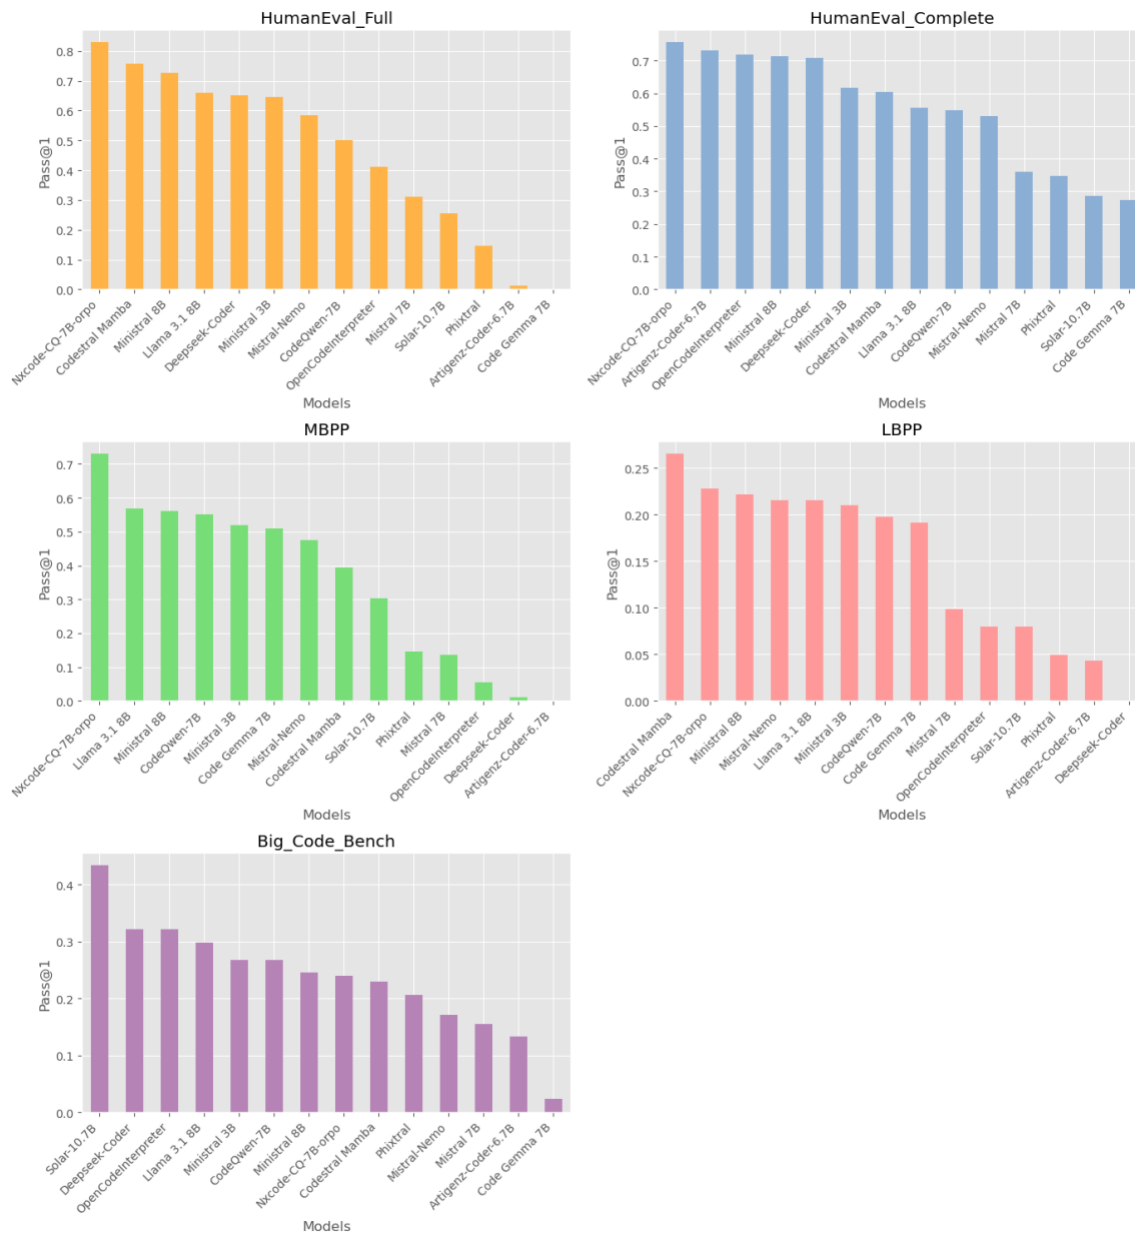 HumanEval_Full
Pass@1
0.8
0.7
0.6
0.5
0.4
0.3
0.2
0.1
0.0
Nxcode-CQ-7B-orpo
Codestral Mamba
Ministral 8B
Llama 3.1 8B
Deepseek-Coder
Ministral 3B
Mistral-Nemo
CodeQwen-7B
OpenCodeInterpreter
Mistral 7B
Solar-10.7B
Phixtral
Artigenz-Coder-6.7B
Code Gemma 7B
Models
HumanEval_Complete
Pass@1
0.7
0.6
0.5
0.4
0.3
0.2
0.1
0.0
Nxcode-CQ-7B-orpo
Artigenz-Coder-6.7B
OpenCodeInterpreter
Ministral 8B
Deepseek-Coder
Ministral 3B
Codestral Mamba
Llama 3.1 8B
CodeQwen-7B
Mistral-Nemo
Mistral 7B
Phixtral
Solar-10.7B
Code Gemma 7B
Models
MBPP
Pass@1
0.7
0.6
0.5
0.4
0.3
0.2
0.1
0.0
Nxcode-CQ-7B-orpo
Llama 3.1 8B
Ministral 8B
CodeQwen-7B
Ministral 3B
Code Gemma 7B
Mistral-Nemo
Codestral Mamba
Solar-10.7B
Phixtral
Mistral 7B
OpenCodeInterpreter
Deepseek-Coder
Artigenz-Coder-6.7B
Models
LBPP
Pass@1
0.25
0.20
0.15
0.10
0.05
0.00
Codestral Mamba
Nxcode-CQ-7B-orpo
Ministral 8B
Mistral-Nemo
Llama 3.1 8B
Ministral 3B
CodeQwen-7B
Code Gemma 7B
Mistral 7B
OpenCodeInterpreter
Solar-10.7B
Phixtral
Artigenz-Coder-6.7B
Deepseek-Coder
Models
Big_Code_Bench
Pass@1
0.4
0.3
0.2
0.1
0.0
Solar-10.7B
Deepseek-Coder
OpenCodeInterpreter
Llama 3.1 8B
Ministral 3B
CodeQwen-7B
Ministral 8B
Nxcode-CQ-7B-orpo
Codestral Mamba
Phixtral
Mistral-Nemo
Mistral 7B
Artigenz-Coder-6.7B
Code Gemma 7B
Models